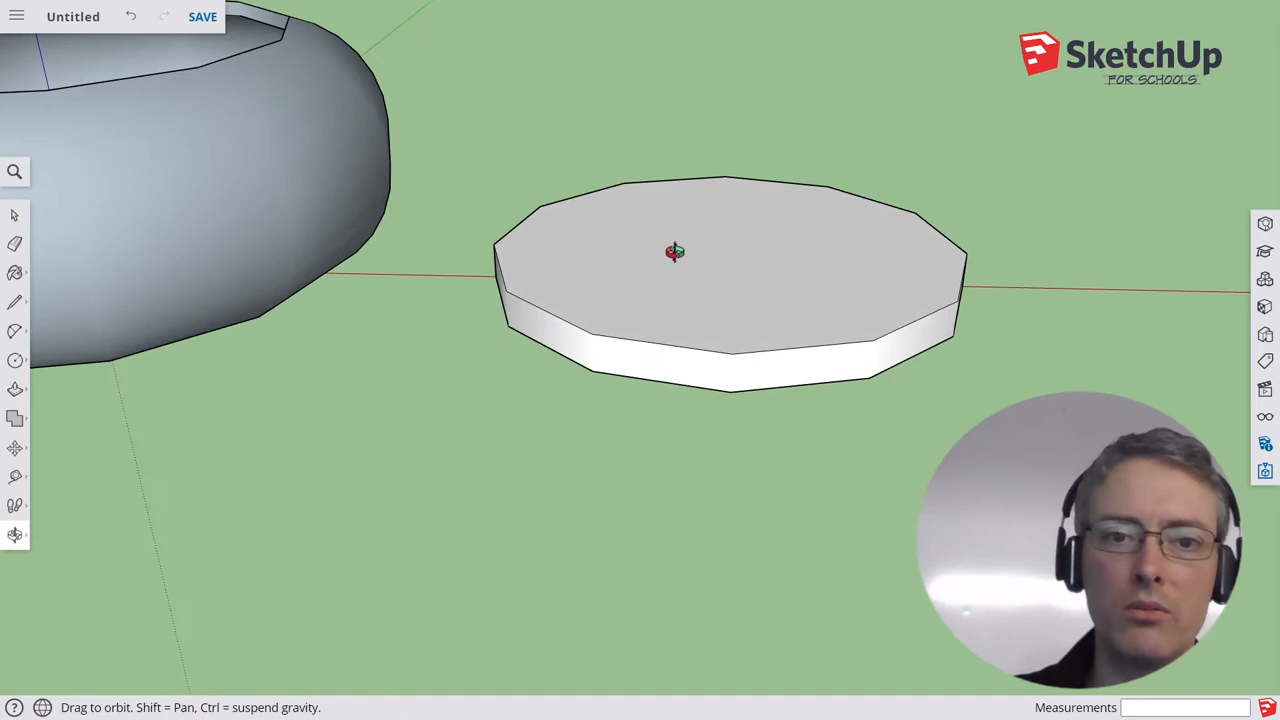 Untitled
SAVE
SketchUp
FOR SCHOOLS
Drag to orbit. Shift = Pan, Ctrl = suspend gravity.
Measurements